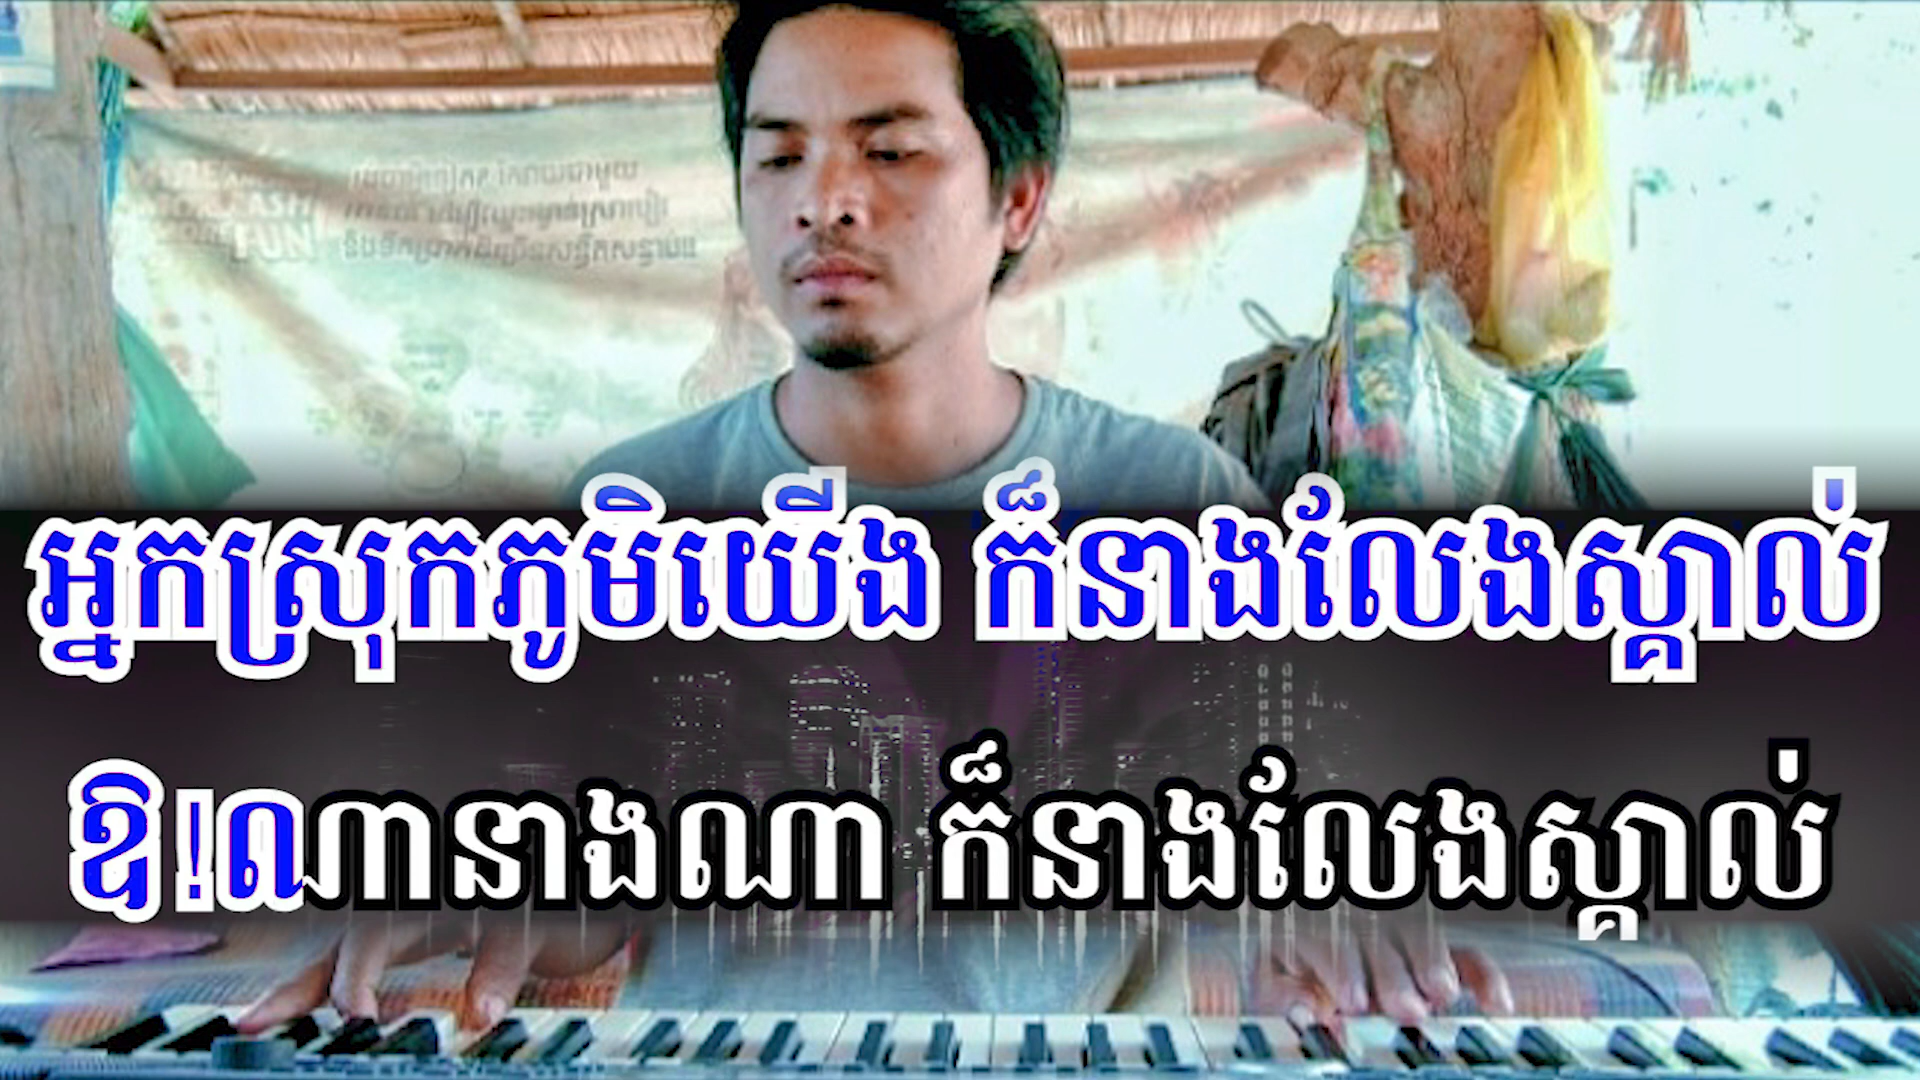 FUN
អ្នកស្រុកភូមិយើង ក៏នាងលែងស្គាល់
ឱ!ណានាងណា ក៏នាងលែងស្គាល់